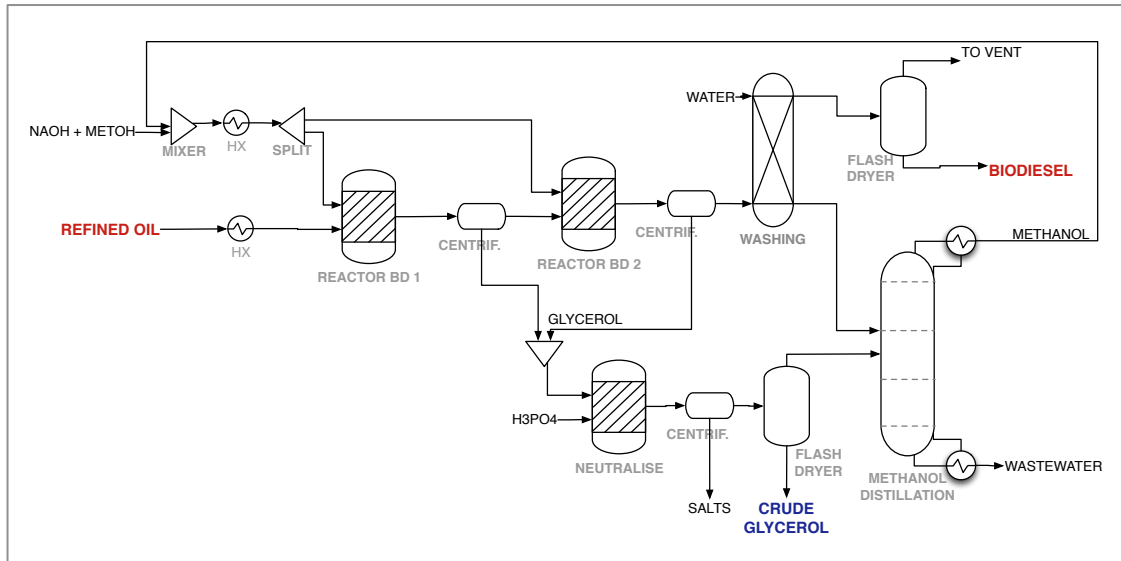 TO VENT
WATER
NAOH + METOH
MIXER
HX
SPLIT
FLASH
DRYER
BIODIESEL
REFINED OIL
HX
CENTRIF.
REACTOR BD 1
CENTRIF.
REACTOR BD 2
WASHING
METHANOL
GLYCEROL
H3PO4
NEUTRALISE
CENTRIF.
FLASH
DRYER
METHANOL
DISTILLATION
WASTEWATER
SALTS
CRUDE
GLYCEROL